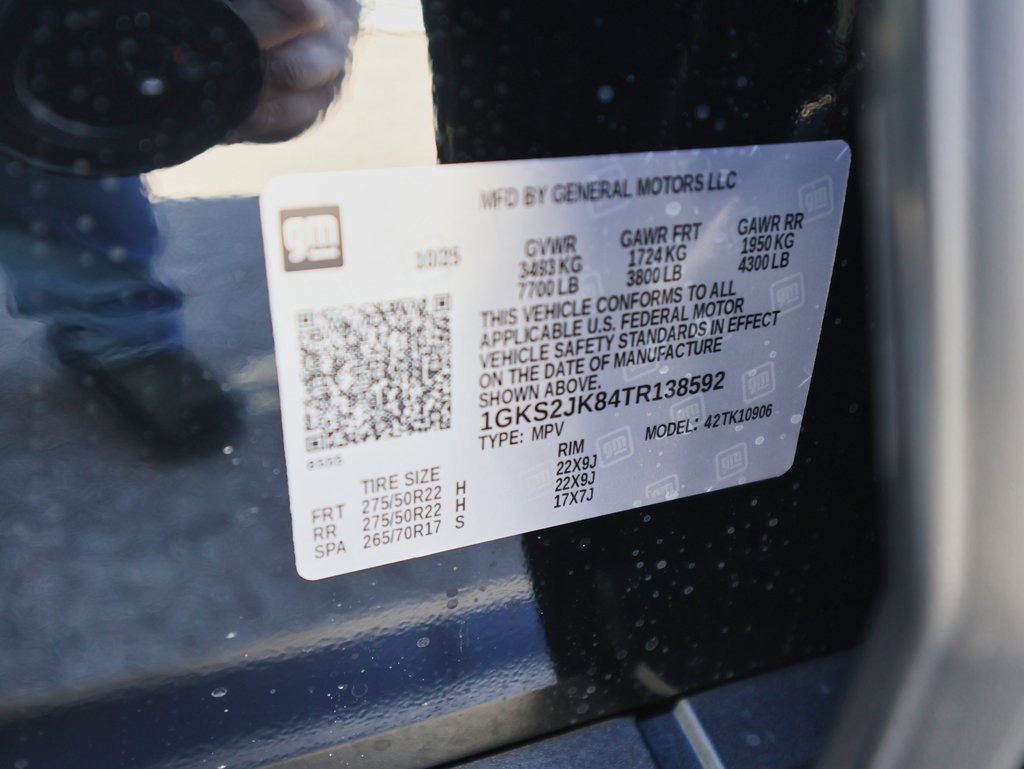 MFD BY GENERAL MOTORS LLC
gm
10/25
GVWR
3493 KG
7700 LB
GAWR FRT
1724 KG
3800 LB
GAWR RR
1950 KG
4300 LB
THIS VEHICLE CONFORMS TO ALL
APPLICABLE U.S. FEDERAL MOTOR
VEHICLE SAFETY STANDARDS IN EFFECT
ON THE DATE OF MANUFACTURE
SHOWN ABOVE.
1GKS2JK84TR138592
TYPE: MPV
MODEL: 42TK10906
TIRE SIZE
RIM
FRT 275/50R22 H 22X9J
RR 275/50R22 H 22X9J
SPA 265/70R17 S 17X7J